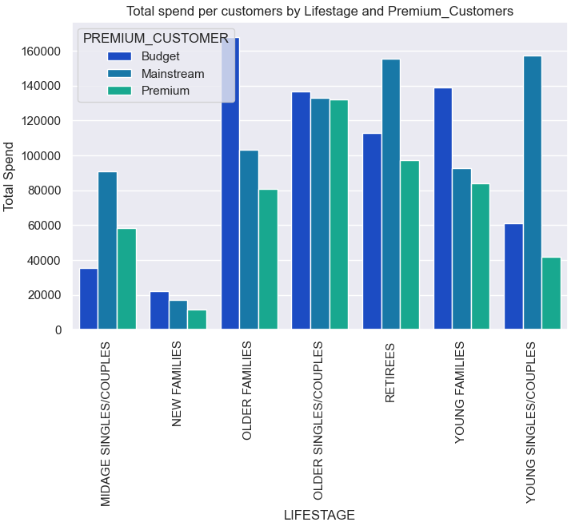 Total spend per customers by Lifestage and Premium_Customers
PREMIUM_CUSTOMER
Budget
Mainstream
Premium
Total Spend
160000
140000
120000
100000
80000
60000
40000
20000
0
MIDAGE SINGLES/COUPLES
NEW FAMILIES
OLDER FAMILIES
OLDER SINGLES/COUPLES
RETIREES
YOUNG FAMILIES
YOUNG SINGLES/COUPLES
LIFESTAGE